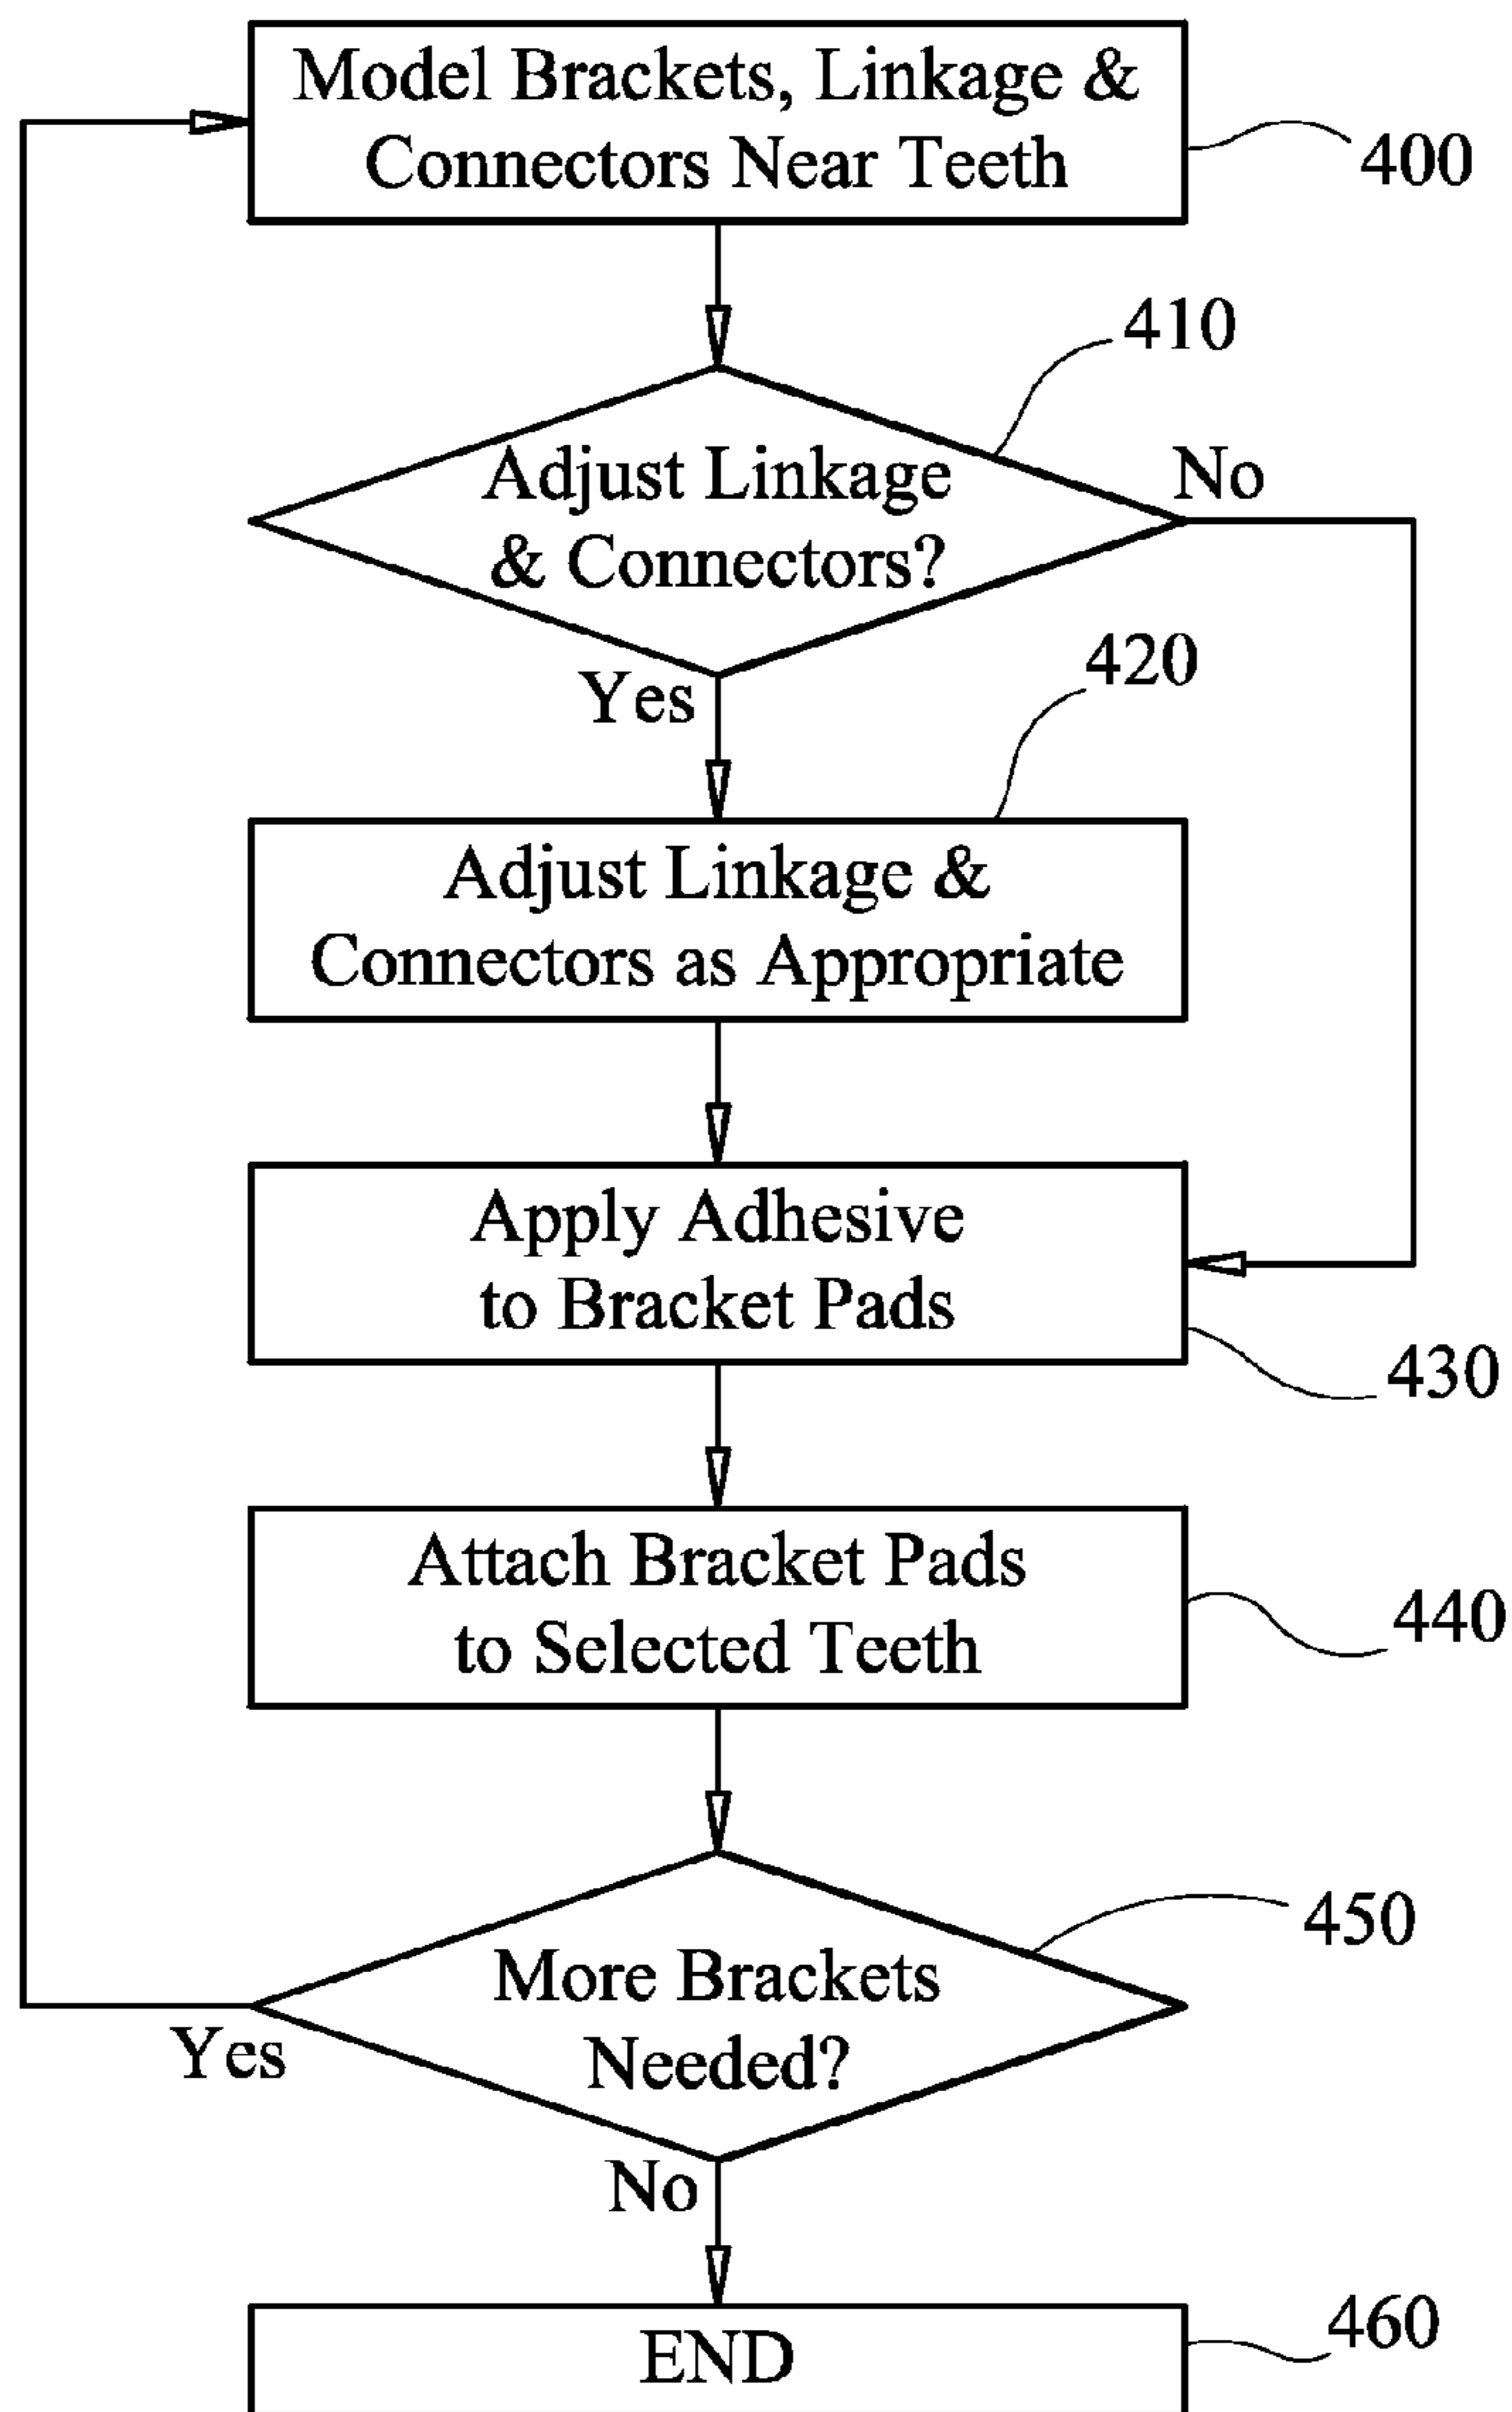 Model Brackets, Linkage &
Connectors Near Teeth
400
410
Adjust Linkage
& Connectors?
No
Yes
420
Adjust Linkage &
Connectors as Appropriate
Apply Adhesive
to Bracket Pads
430
Attach Bracket Pads
to Selected Teeth
440
450
More Brackets
Needed?
Yes
No
460
END